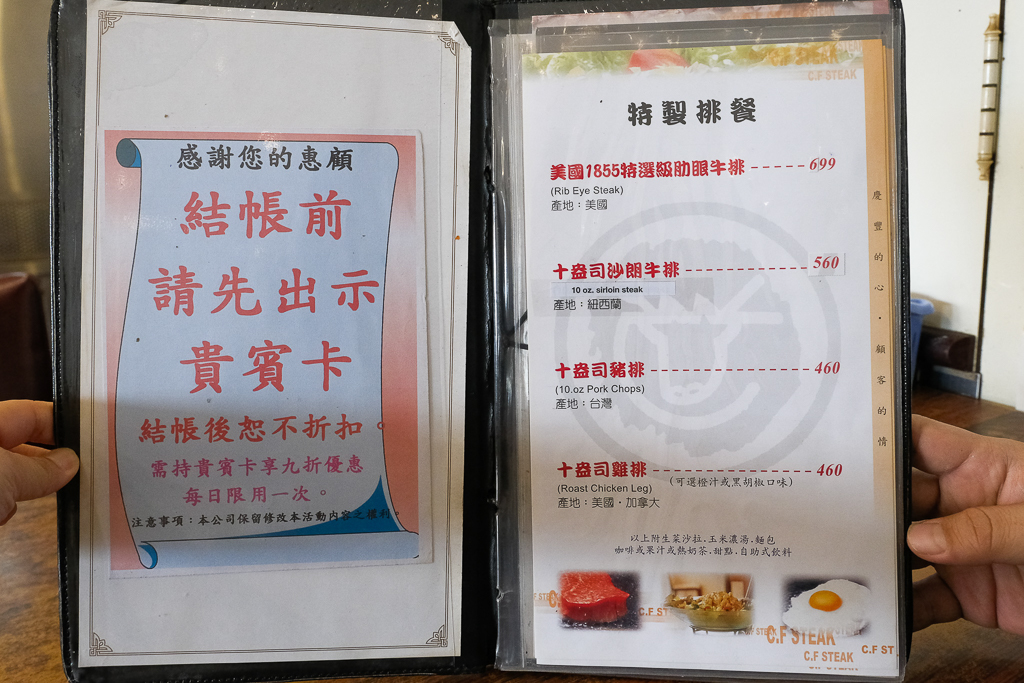 感謝您的惠顧
結帳前
請先出示
貴賓卡
結帳後恕不折扣。
需持貴賓卡享九折優惠
每日限用一次。
注意事項：本公司保留修改本活動內容之權利。
C.F STEAK
特製排餐
美國1855特選級肋眼牛排 ------ 699
(Rib Eye Steak)
產地：美國
十盎司沙朗牛排 ------------- 560
10 oz. sirloin steak
產地：紐西蘭
十盎司豬排 ----------------- 460
(10.oz Pork Chops)
產地：台灣
十盎司雞排 ----------------- 460
(Roast Chicken Leg) (可選橙汁或黑胡椒口味)
產地：美國・加拿大
以上附生菜沙拉.玉米濃湯.麵包
咖啡或果汁或熱奶茶.甜點.自助式飲料
慶豐的心・顧客的情
C.F STEAK
C.F STEAK
C.F ST